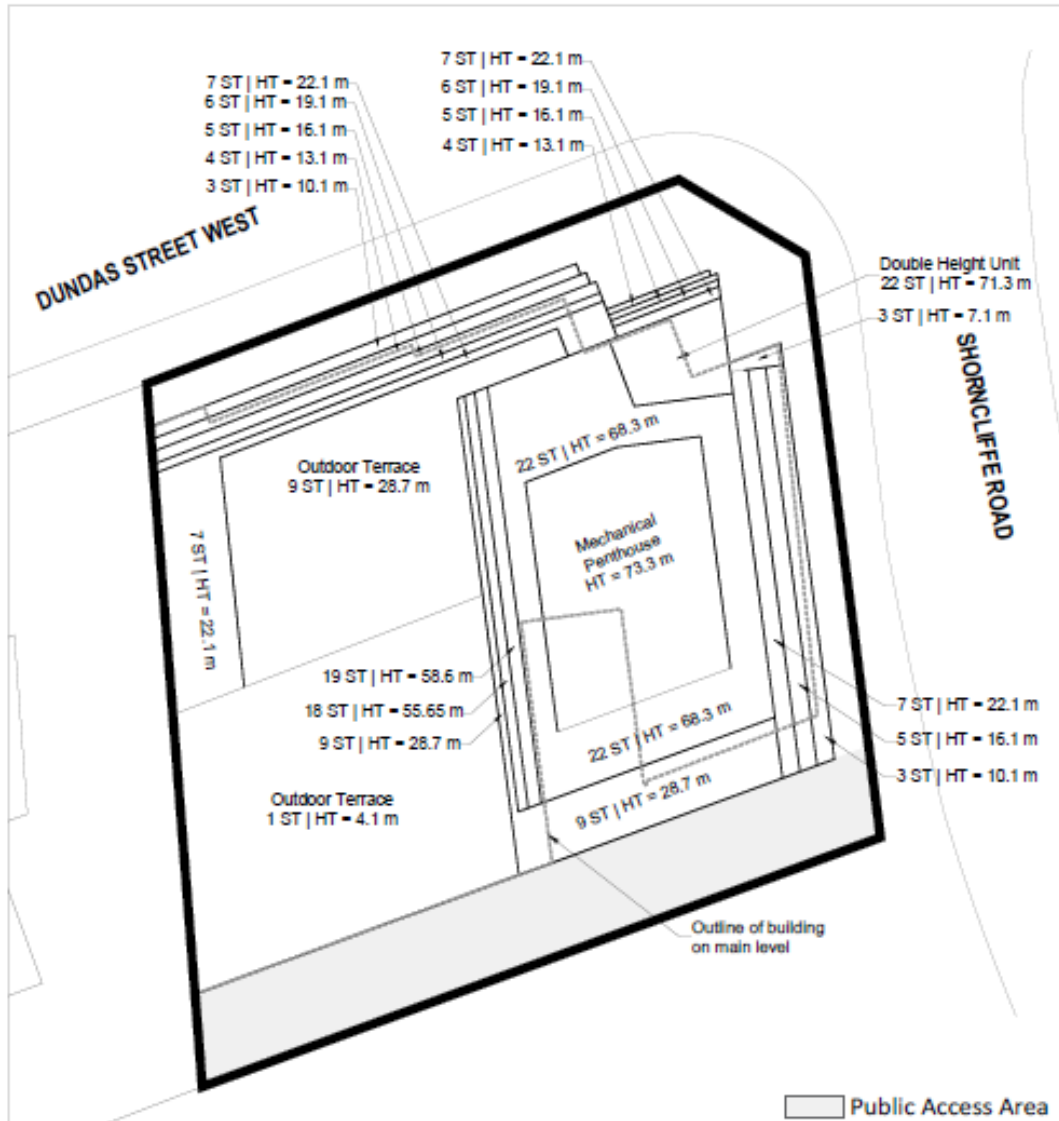 7 ST | HT = 22.1 m
6 ST | HT = 19.1 m
5 ST | HT = 16.1 m
4 ST | HT = 13.1 m
3 ST | HT = 10.1 m
7 ST | HT = 22.1 m
6 ST | HT = 19.1 m
5 ST | HT = 16.1 m
4 ST | HT = 13.1 m
DUNDAS STREET WEST
Double Height Unit
22 ST | HT = 71.3 m
3 ST | HT = 7.1 m
SHORNCLIFFE ROAD
22 ST | HT = 68.3 m
Outdoor Terrace
9 ST | HT = 28.7 m
Mechanical
Penthouse
HT = 73.3 m
7 ST | HT = 22.1 m
19 ST | HT = 58.6 m
18 ST | HT = 55.65 m
9 ST | HT = 28.7 m
22 ST | HT = 68.3 m
7 ST | HT = 22.1 m
5 ST | HT = 16.1 m
3 ST | HT = 10.1 m
9 ST | HT = 28.7 m
Outdoor Terrace
1 ST | HT = 4.1 m
Outline of building
on main level
Public Access Area